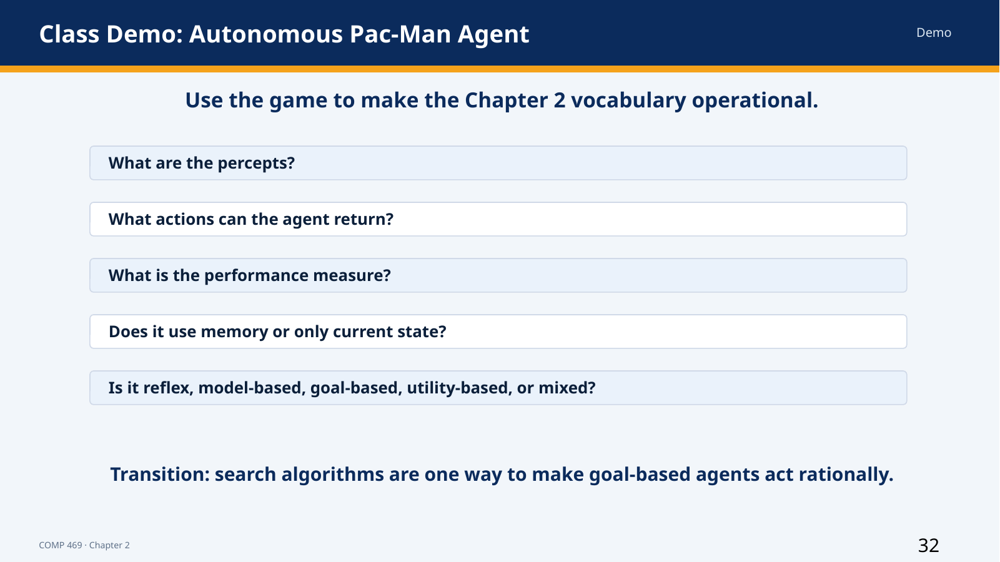 Class Demo: Autonomous Pac-Man Agent
Demo
Use the game to make the Chapter 2 vocabulary operational.
What are the percepts?
What actions can the agent return?
What is the performance measure?
Does it use memory or only current state?
Is it reflex, model-based, goal-based, utility-based, or mixed?
Transition: search algorithms are one way to make goal-based agents act rationally.
COMP 469 · Chapter 2
32